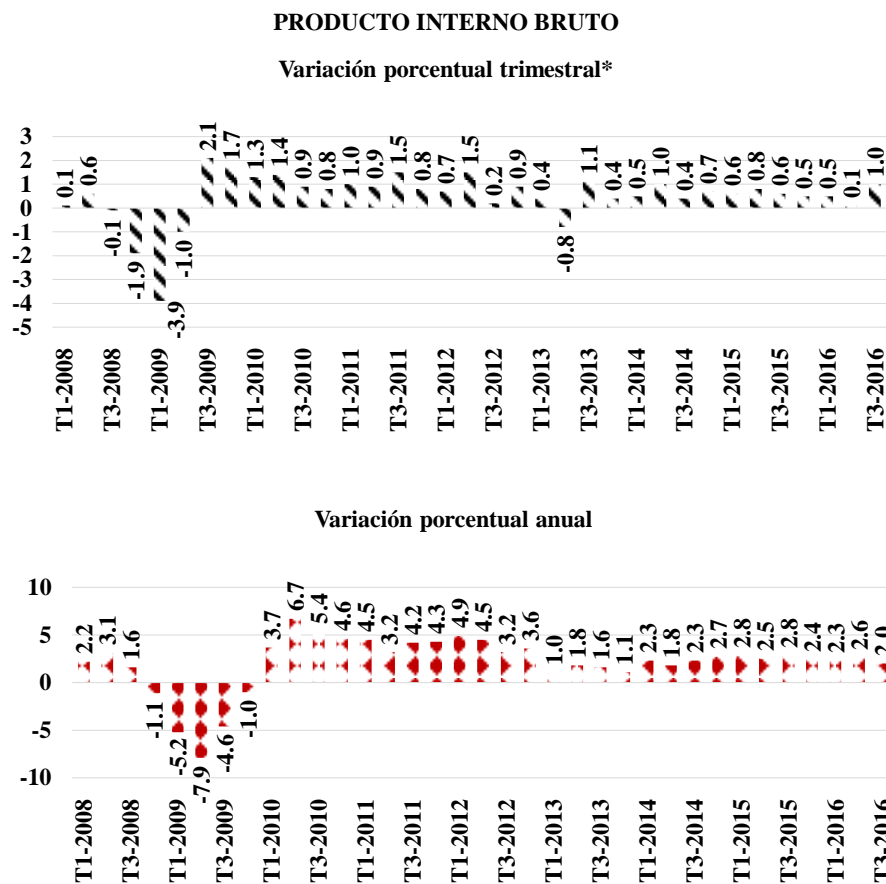 PRODUCTO INTERNO BRUTO
Variación porcentual trimestral*
3
2
1
0
-1
-2
-3
-4
-5
0.1
0.6
-0.1
-1.9
-3.9
-1.0
2.1
1.7
1.3
1.4
0.9
0.8
1.0
0.9
1.5
0.8
0.7
1.5
0.2
0.9
0.4
-0.8
1.1
0.4
0.5
1.0
0.4
0.7
0.6
0.8
0.6
0.5
0.5
0.1
1.0
T1-2008
T3-2008
T1-2009
T3-2009
T1-2010
T3-2010
T1-2011
T3-2011
T1-2012
T3-2012
T1-2013
T3-2013
T1-2014
T3-2014
T1-2015
T3-2015
T1-2016
T3-2016
Variación porcentual anual
10
5
0
-5
-10
2.2
3.1
1.6
-1.1
-5.2
-7.9
-4.6
-1.0
3.7
6.7
5.4
4.6
4.5
3.2
4.2
4.3
4.9
4.5
3.2
3.6
1.0
1.8
1.6
1.1
2.3
1.8
2.3
2.7
2.8
2.5
2.8
2.4
2.3
2.6
2.0
T1-2008
T3-2008
T1-2009
T3-2009
T1-2010
T3-2010
T1-2011
T3-2011
T1-2012
T3-2012
T1-2013
T3-2013
T1-2014
T3-2014
T1-2015
T3-2015
T1-2016
T3-2016